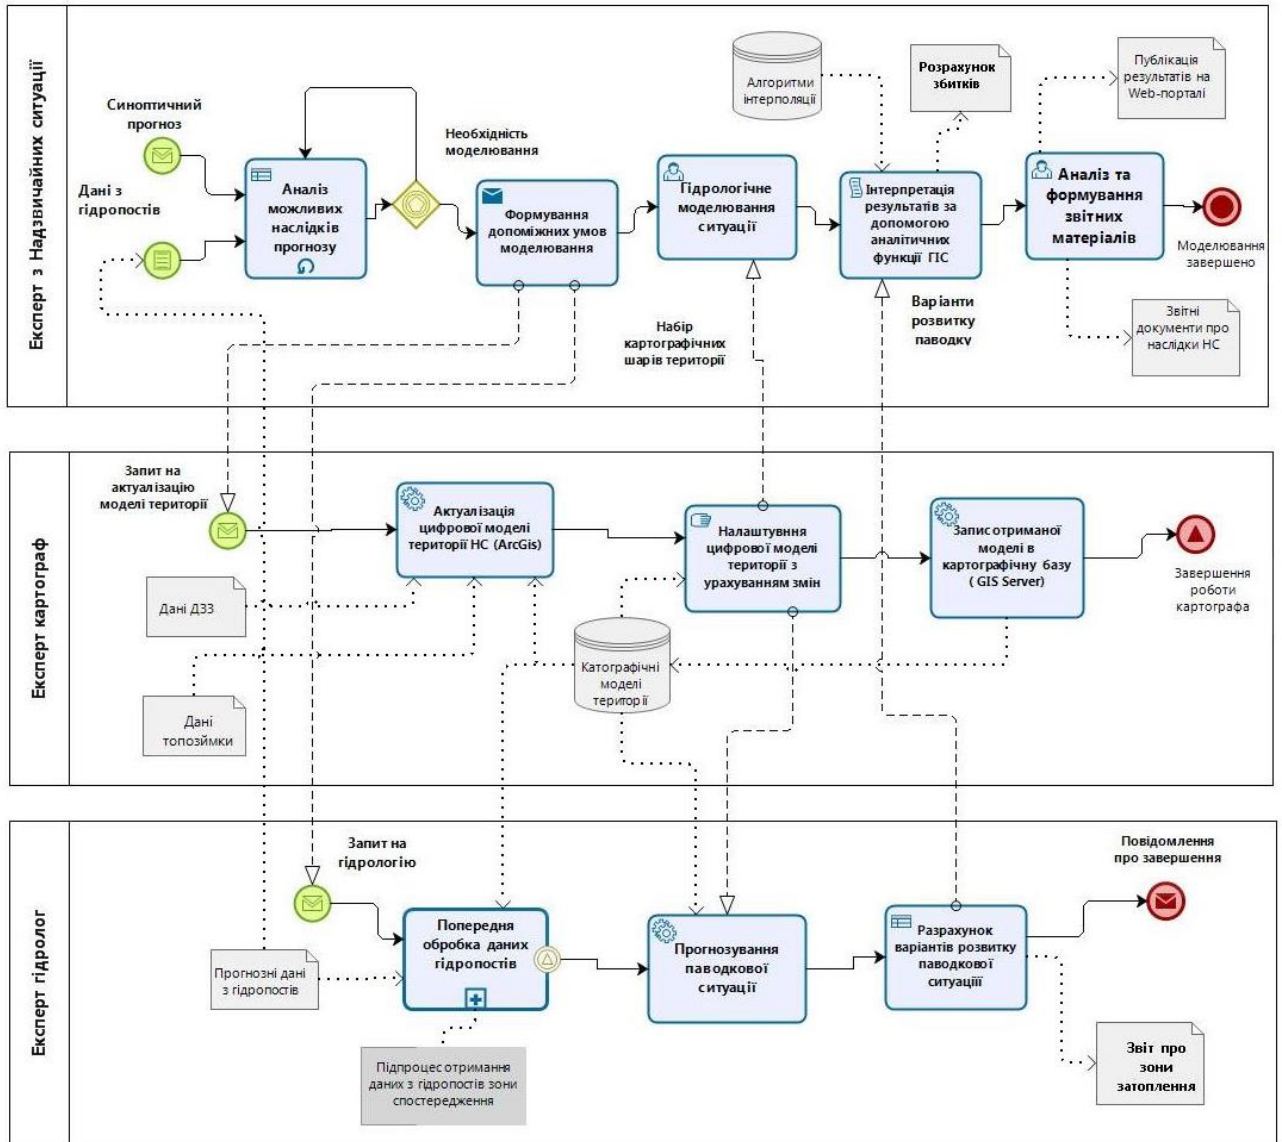 Експерт з Надзвичайних ситуації
Синоптичний
прогноз
Дані з
гідропостів
Аналіз
можливих
наслідків
прогнозу
Необхідність
моделювання
Формування
допоміжних умов
моделювання
Гідрологічне
моделювання
ситуації
Алгоритми
інтерполяції
Розрахунок
збитків
Інтерпретація
результатів за
допомогою
аналітичних
функції ГІС
Публікація
результатів на
Web-порталі
Аналіз та
формування
звітних
матеріалів
Моделювання
завершено
Звітні
документи про
наслідки НС
Набір
картографічних
шарів території
Варіанти
розвитку
паводку
Експерт картограф
Запит на
актуалізацію
моделі території
Актуалізація
цифрової моделі
території НС (ArcGis)
Налаштувння
цифрової моделі
території з
урахуванням змін
Запис отриманої
моделі в
картографічну базу
( GIS Server)
Завершення
роботи
картографа
Дані ДЗЗ
Дані
топозймки
Катографічні
моделі
території
Експерт гідролог
Запит на
гідрологію
Попередня
обробка даних
гідропостів
Прогнозні дані
з гідропостів
Підпроцес отримання
даних з гідропостів зони
спостередження
Прогнозування
паводкової
ситуації
Разрахунок
варіантів розвитку
паводкової
ситуаціїї
Повідомлення
про завершення
Звіт про
зони
затоплення